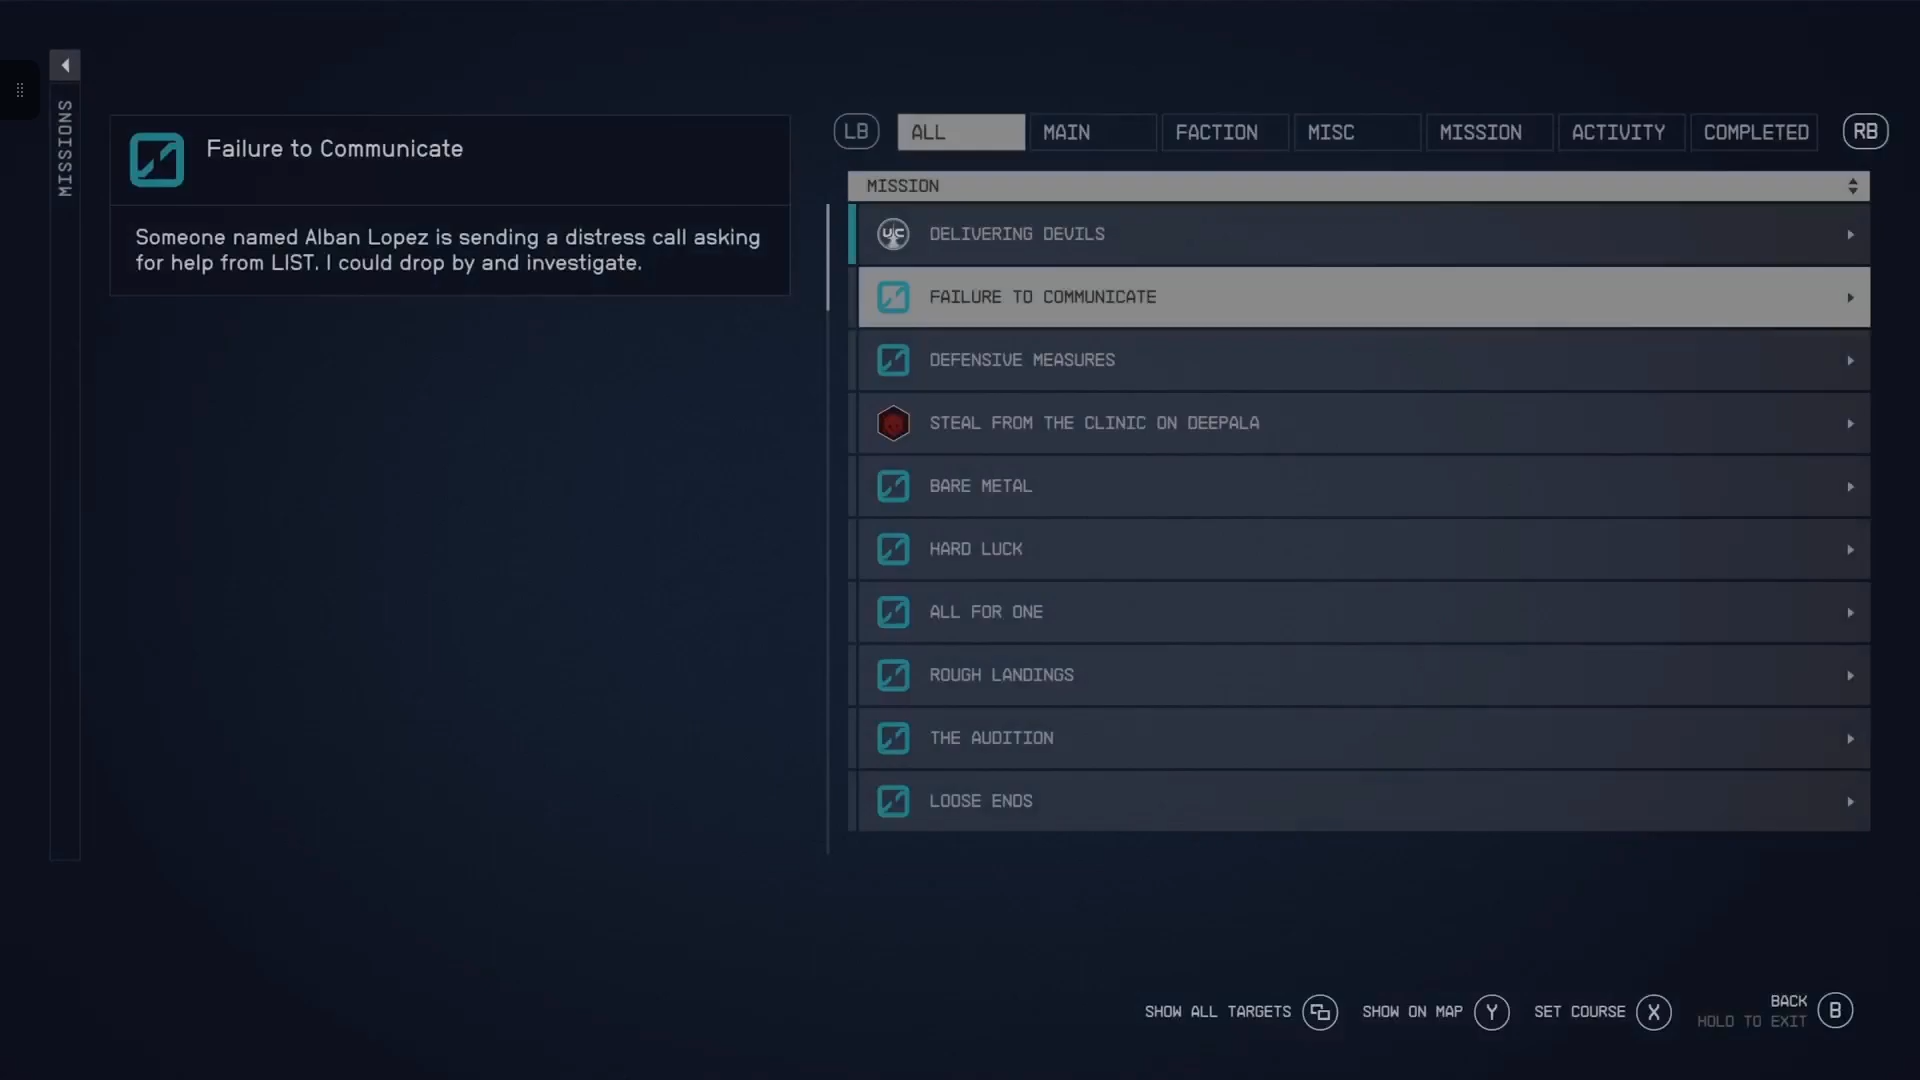 MISSIONS
Failure to Communicate
Someone named Alban Lopez is sending a distress call asking
for help from LIST. I could drop by and investigate.
LB ALL MAIN FACTION MISC MISSION ACTIVITY COMPLETED RB
MISSION
UC DELIVERING DEVILS
FAILURE TO COMMUNICATE
DEFENSIVE MEASURES
STEAL FROM THE CLINIC ON DEEPALA
BARE METAL
HARD LUCK
ALL FOR ONE
ROUGH LANDINGS
THE AUDITION
LOOSE ENDS
SHOW ALL TARGETS SHOW ON MAP Y SET COURSE X BACK B
HOLD TO EXIT